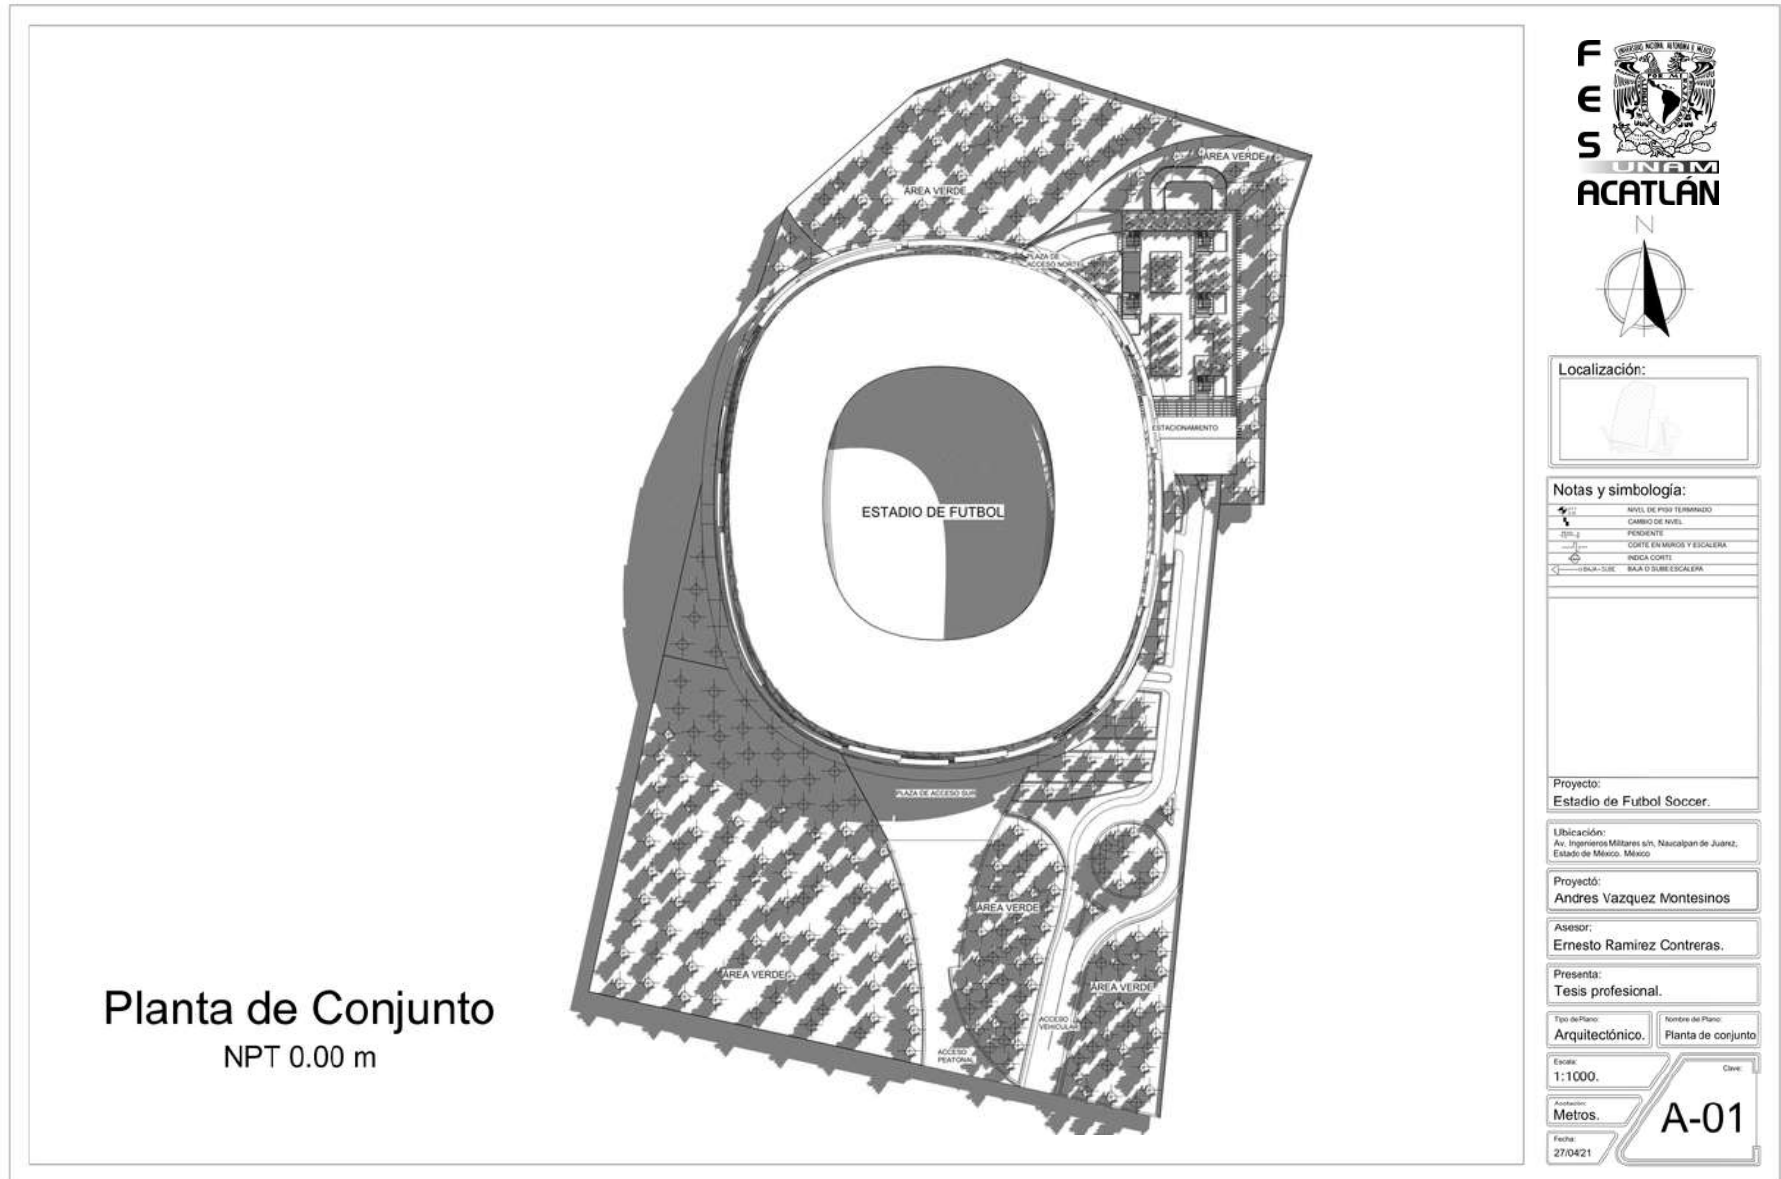 ÁREA VERDE
ÁREA VERDE
PLAZA DE
ACCESO NORTE
ESTACIONAMIENTO
ESTADIO DE FUTBOL
PLAZA DE ACCESO SUR
ÁREA VERDE
ÁREA VERDE
ÁREA VERDE
ACCESO
VEHICULAR
ACCESO
PEATONAL
Planta de Conjunto
NPT 0.00 m
FES
UNAM
ACATLÁN
N
Localización:
Notas y simbología:
NIVEL DE PISO TERMINADO
CAMBIO DE NIVEL
PENDIENTE
CORTE EN MUROS Y ESCALERA
INDICA CORTE
BAJA - SUBE BAJA O SUBE ESCALERA
Proyecto:
Estadio de Futbol Soccer.
Ubicación:
Av. Ingenieros Militares s/n, Naucalpan de Juárez,
Estado de México. México
Proyectó:
Andres Vazquez Montesinos
Asesor:
Ernesto Ramirez Contreras.
Presenta:
Tesis profesional.
Tipo de Plano:
Arquitectónico.
Nombre del Plano:
Planta de conjunto
Escala:
1:1000.
Clave:
A-01
Acotación:
Metros.
Fecha:
27/04/21